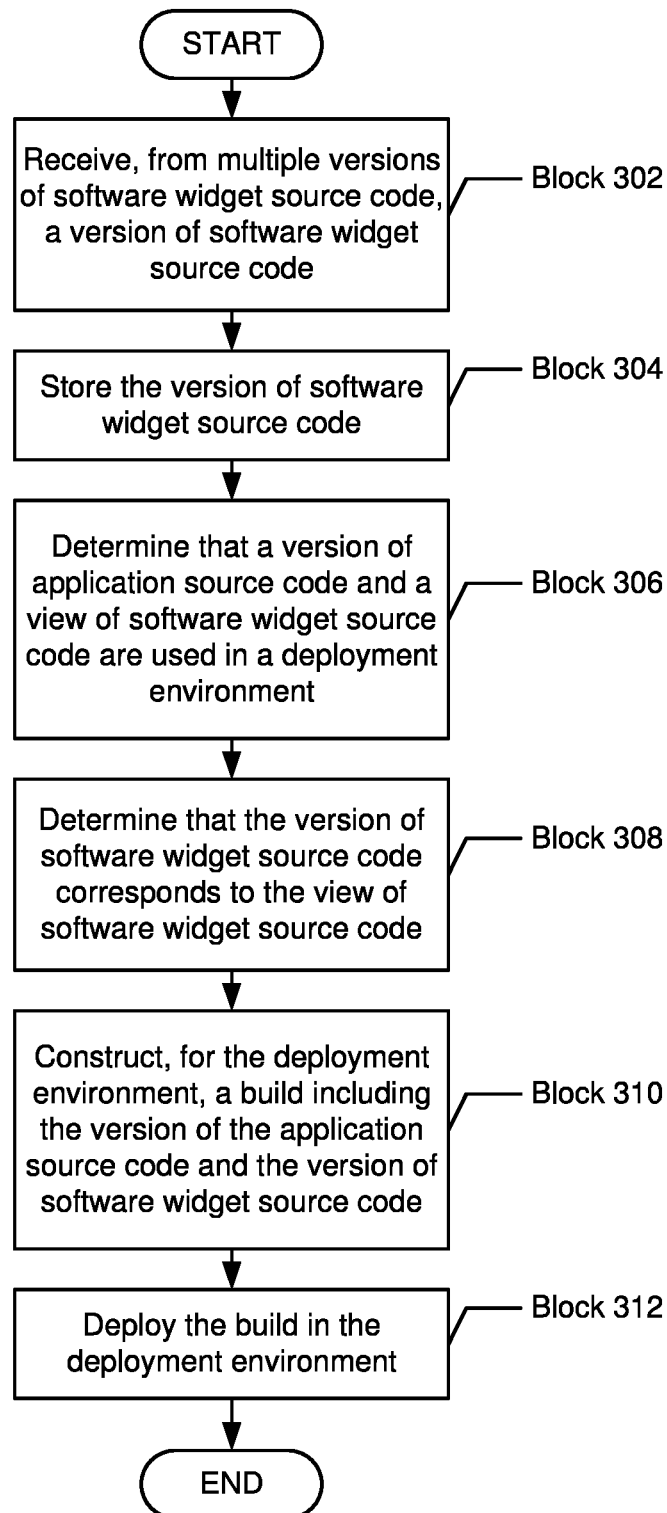 START
Receive, from multiple versions
of software widget source code,
a version of software widget
source code
Block 302
Store the version of software
widget source code
Block 304
Determine that a version of
application source code and a
view of software widget source
code are used in a deployment
environment
Block 306
Determine that the version of
software widget source code
corresponds to the view of
software widget source code
Block 308
Construct, for the deployment
environment, a build including
the version of the application
source code and the version of
software widget source code
Block 310
Deploy the build in the
deployment environment
Block 312
END